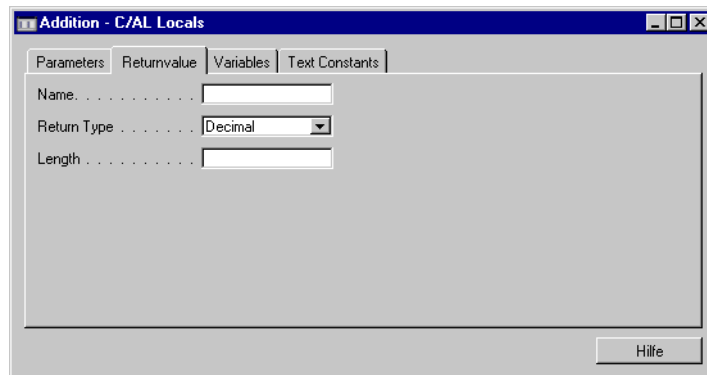 Addition - C/AL Locals
Parameters Returnvalue Variables Text Constants
Name. . . . . . . . . . .
Return Type . . . . . . . Decimal
Length . . . . . . . . . .
Hilfe